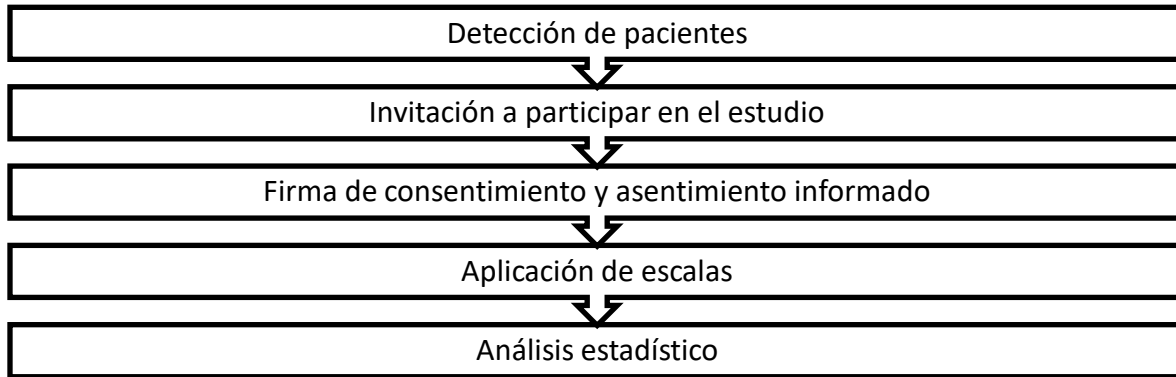 Detección de pacientes
Invitación a participar en el estudio
Firma de consentimiento y asentimiento informado
Aplicación de escalas
Análisis estadístico